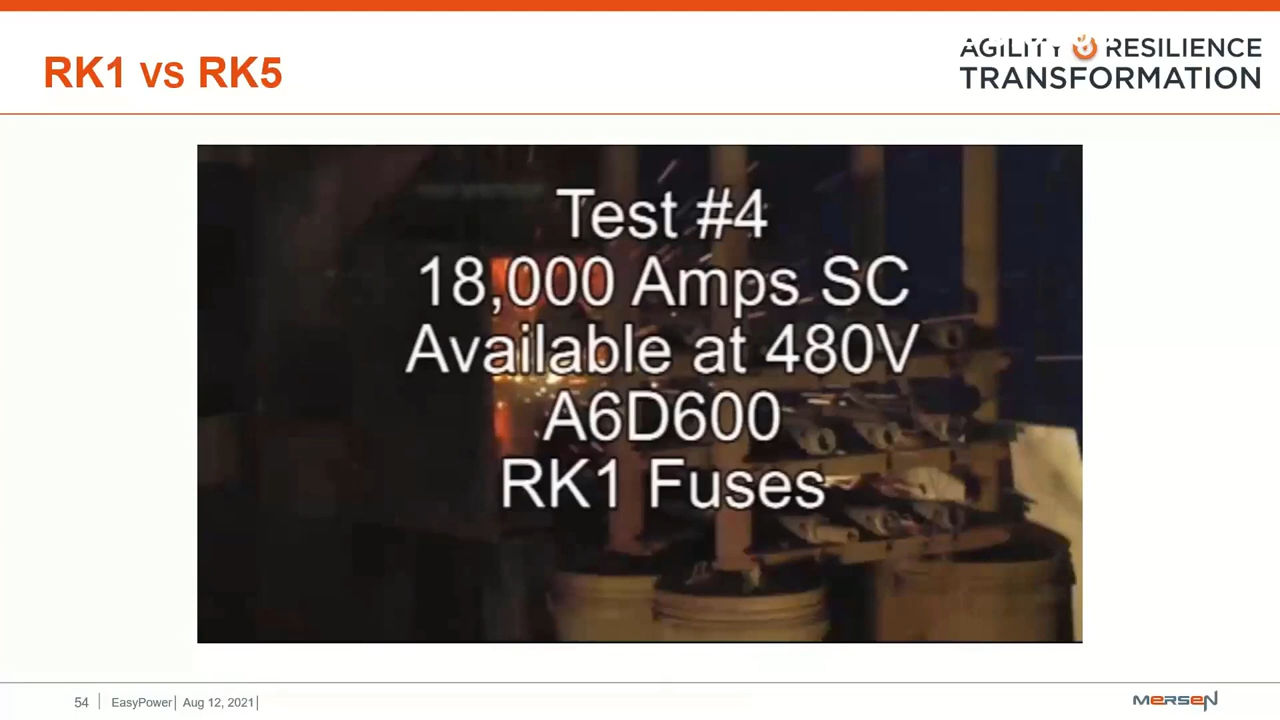 RK1 vs RK5
AGILITY & RESILIENCE
TRANSFORMATION
Test #4
18,000 Amps SC
Available at 480V
A6D600
RK1 Fuses
54 | EasyPower| Aug 12, 2021|
MERSEN